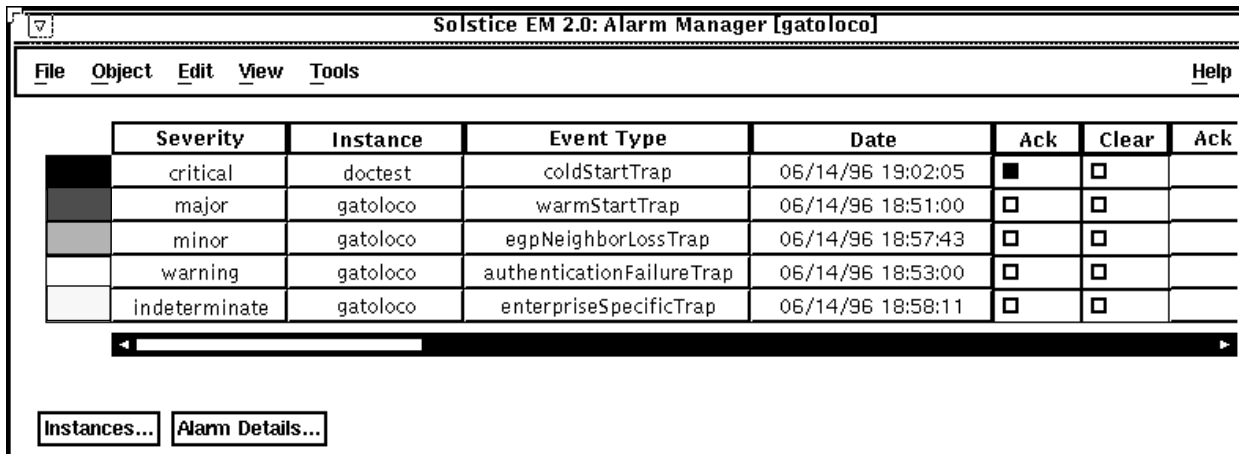 Solstice EM 2.0: Alarm Manager [gatoloco]
File Object Edit View Tools Help
Severity Instance Event Type Date Ack Clear Ack
critical doctest coldStartTrap 06/14/96 19:02:05
major gatoloco warmStartTrap 06/14/96 18:51:00
minor gatoloco egpNeighborLossTrap 06/14/96 18:57:43
warning gatoloco authenticationFailureTrap 06/14/96 18:53:00
indeterminate gatoloco enterpriseSpecificTrap 06/14/96 18:58:11
Instances... Alarm Details...